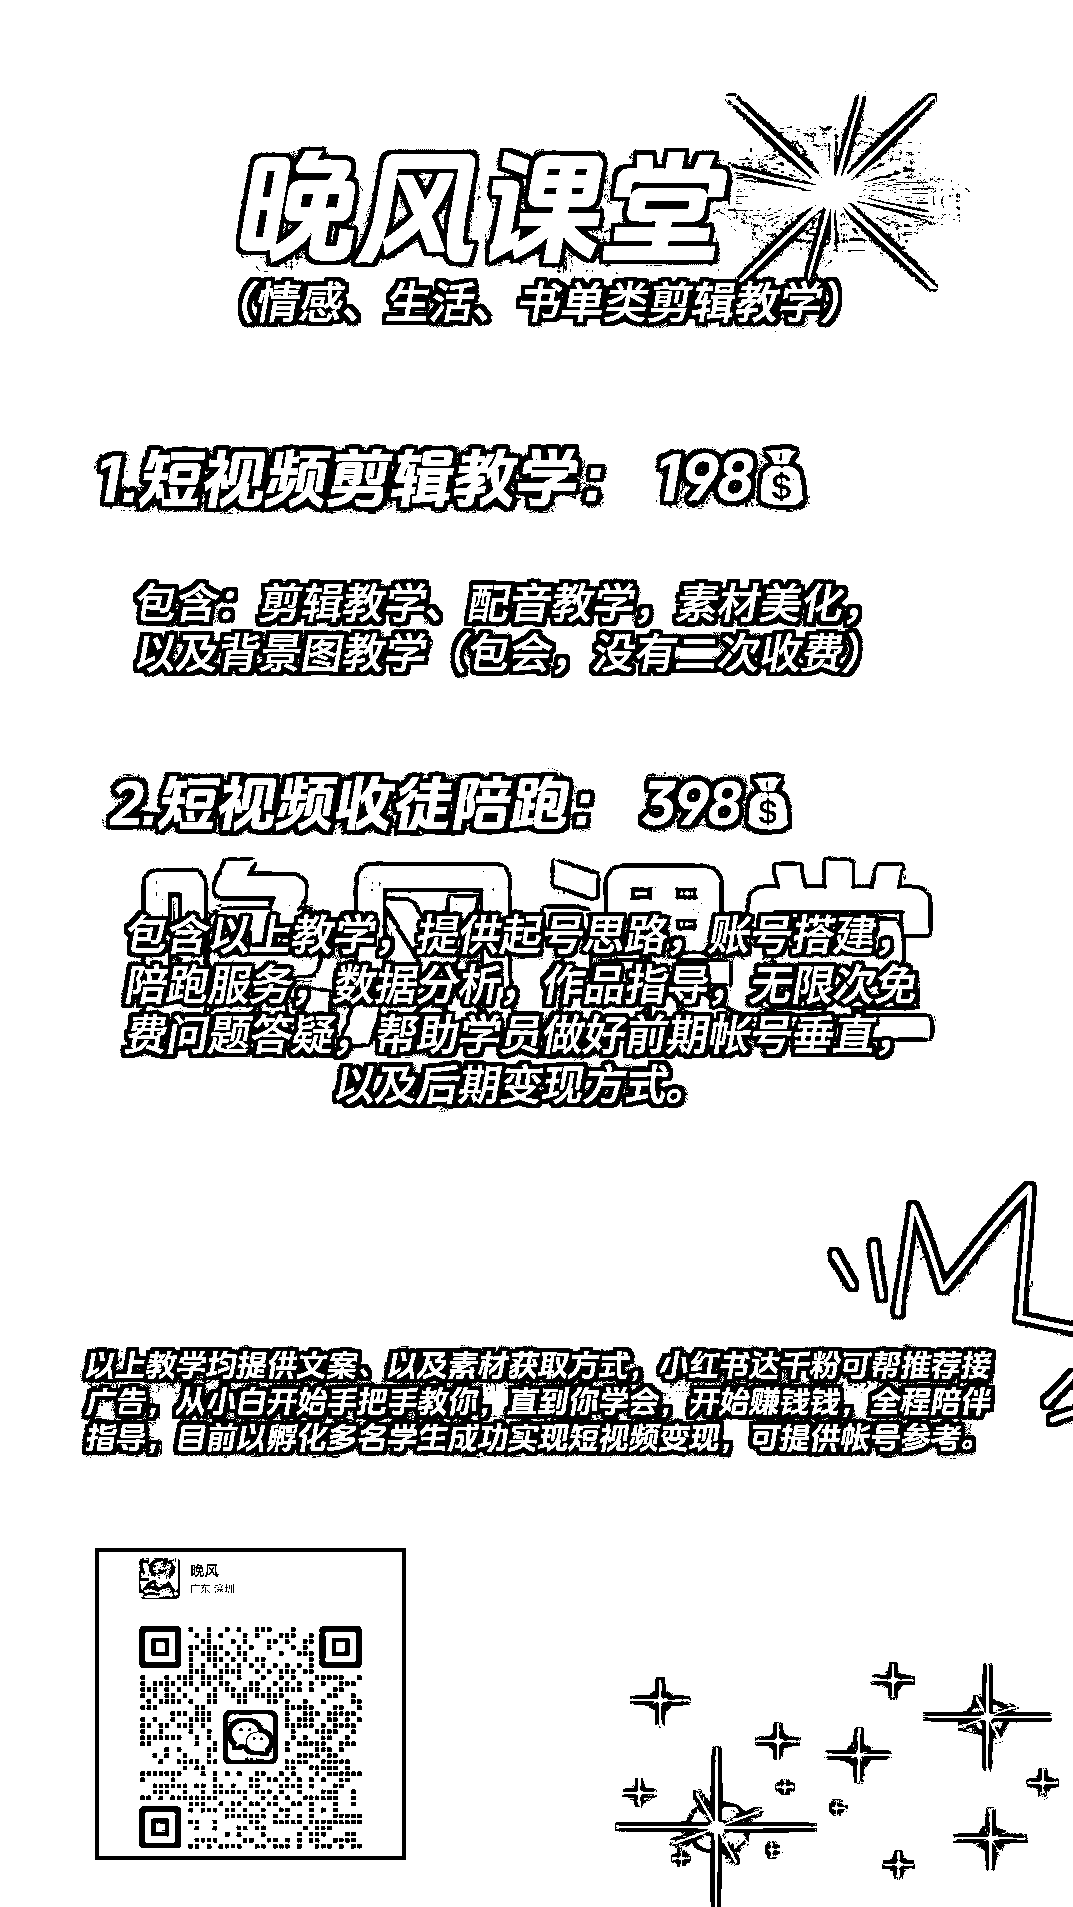 晚风课堂
（情感、生活、书单类剪辑教学）
1.短视频剪辑教学： 198
包含：剪辑教学、配音教学，素材美化，
以及背景图教学（包会，没有二次收费）
2.短视频收徒陪跑： 398
晚风课堂
包含以上教学，提供起号思路，账号搭建，
陪跑服务，数据分析，作品指导，无限次免
费问题答疑，帮助学员做好前期帐号垂直，
以及后期变现方式。
以上教学均提供文案、以及素材获取方式，小红书达千粉可帮推荐接
广告，从小白开始手把手教你，直到你学会，开始赚钱钱，全程陪伴
指导，目前以孵化多名学生成功实现短视频变现，可提供帐号参考。
晚风
广东 深圳